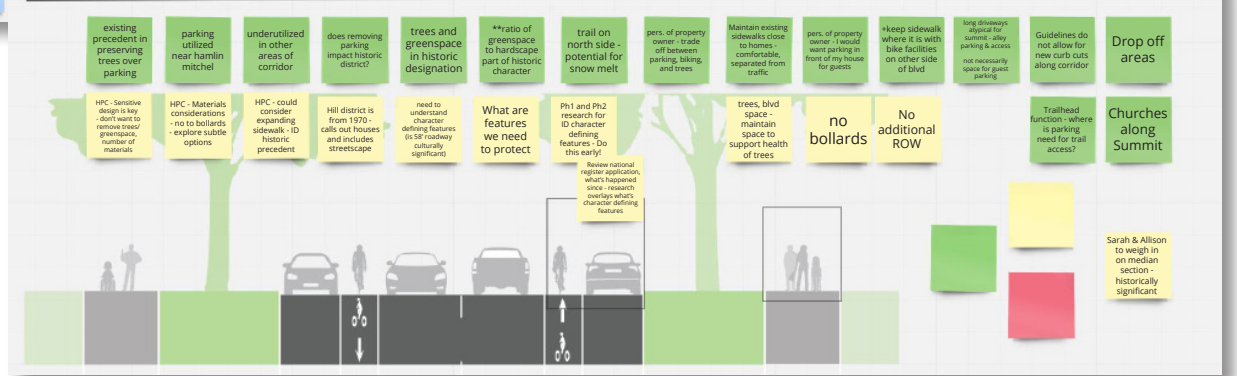 existing
precedent in
preserving
trees over
parking
parking
utilized
near hamlin
mitchel
underutilized
in other
areas of
corridor
does removing
parking
impact historic
district?
trees and
greenspace
in historic
designation
**ratio of
greenspace
to hardscape
part of historic
character
trail on
north side -
potential for
snow melt
pers. of property
owner - trade
off between
parking, biking,
and trees
Maintain existing
sidewalks close
to homes -
comfortable,
separated from
traffic
pers. of property
owner - I would
want parking in
front of my house
for guests
*keep sidewalk
where it is with
bike facilities
on other side
of blvd
long driveways
atypical for
summit - alley
parking & access
not necessarily
space for guest
parking
Guidelines do
not allow for
new curb cuts
along corridor
Drop off
areas
HPC - Sensitive
design is key
- don't want to
remove trees/
greenspace,
number of
materials
HPC - Materials
considerations
- no to bollards
- explore subtle
options
HPC - could
consider
expanding
sidewalk - ID
historic
precedent
Hill district is
from 1970 -
calls out houses
and includes
streetscape
need to
understand
character
defining features
(is 58' roadway
culturally
significant)
What are
features
we need
to protect
Ph1 and Ph2
research for
ID character
defining
features - Do
this early!
Review national
register application,
what's happened
since - research
overlays what's
character defining
features
trees, blvd
space -
maintain
space to
support health
of trees
no
bollards
No
additional
ROW
Trailhead
function - where
is parking
need for trail
access?
Churches
along
Summit
Sarah & Allison
to weigh in
on median
section -
historically
significant